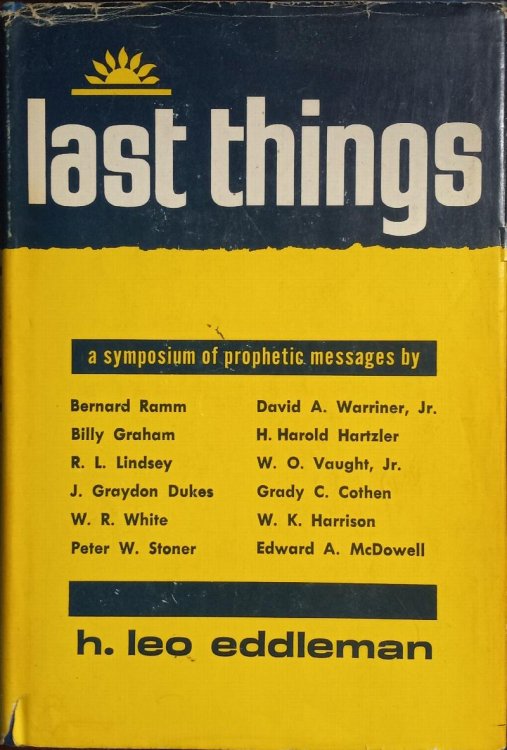 last things
a symposium of prophetic messages by
Bernard Ramm
Billy Graham
R. L. Lindsey
J. Graydon Dukes
W. R. White
Peter W. Stoner
David A. Warriner, Jr.
H. Harold Hartzler
W. O. Vaught, Jr.
Grady C. Cothen
W. K. Harrison
Edward A. McDowell
h. leo eddleman